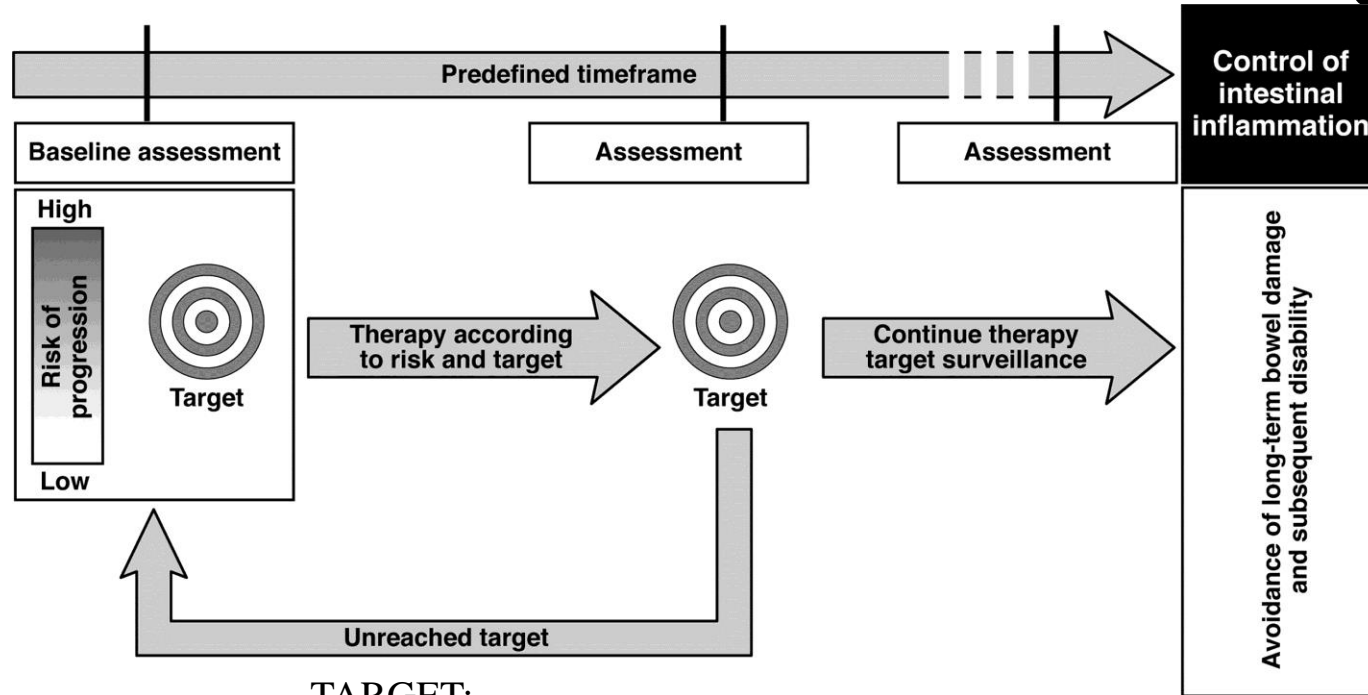 Predefined timeframe
Control of
intestinal
inflammation
Baseline assessment
Assessment
Assessment
High
Risk of
progression
Low
Target
Therapy according
to risk and target
Target
Continue therapy
target surveillance
Unreached target
Avoidance of long-term bowel damage
and subsequent disability
TARGET: